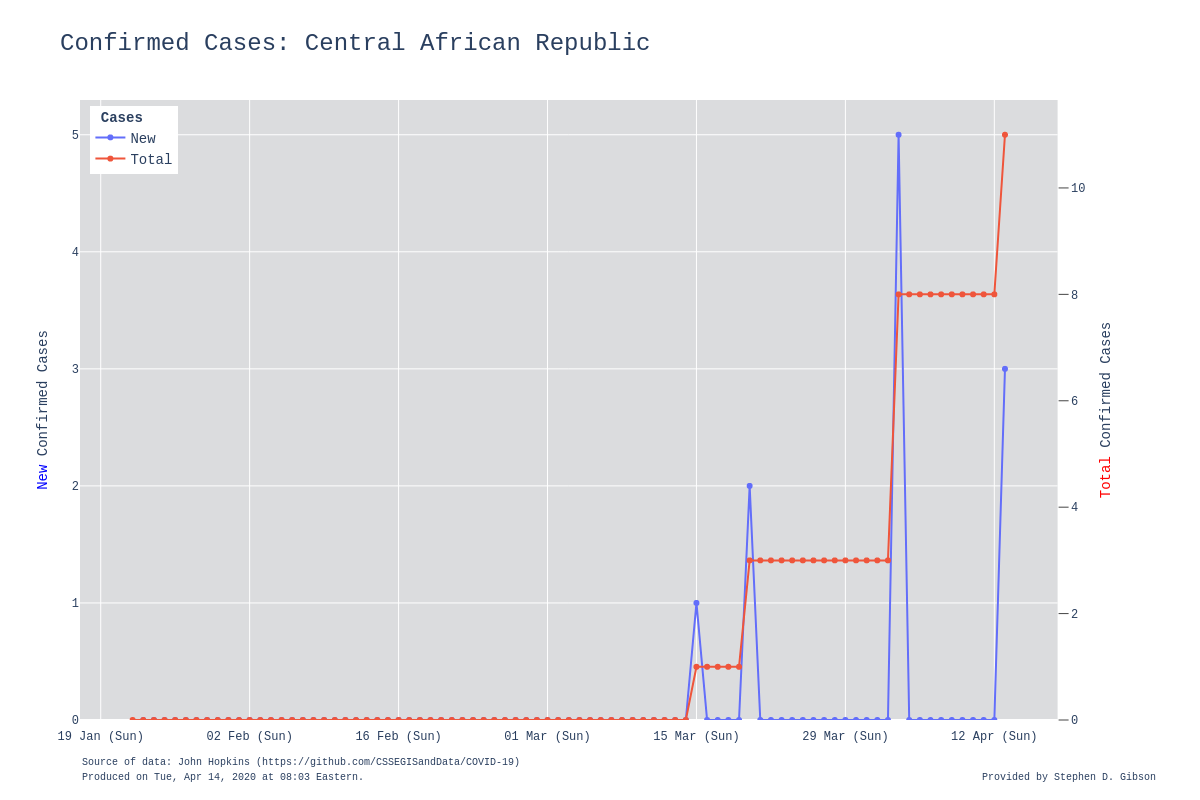 Confirmed Cases: Central African Republic
Cases
New
Total
5
4
3
2
1
0
New Confirmed Cases
10
8
6
4
2
0
Total Confirmed Cases
19 Jan (Sun) 02 Feb (Sun) 16 Feb (Sun) 01 Mar (Sun) 15 Mar (Sun) 29 Mar (Sun) 12 Apr (Sun)
Source of data: John Hopkins (https://github.com/CSSEGISandData/COVID-19)
Produced on Tue, Apr 14, 2020 at 08:03 Eastern.
Provided by Stephen D. Gibson